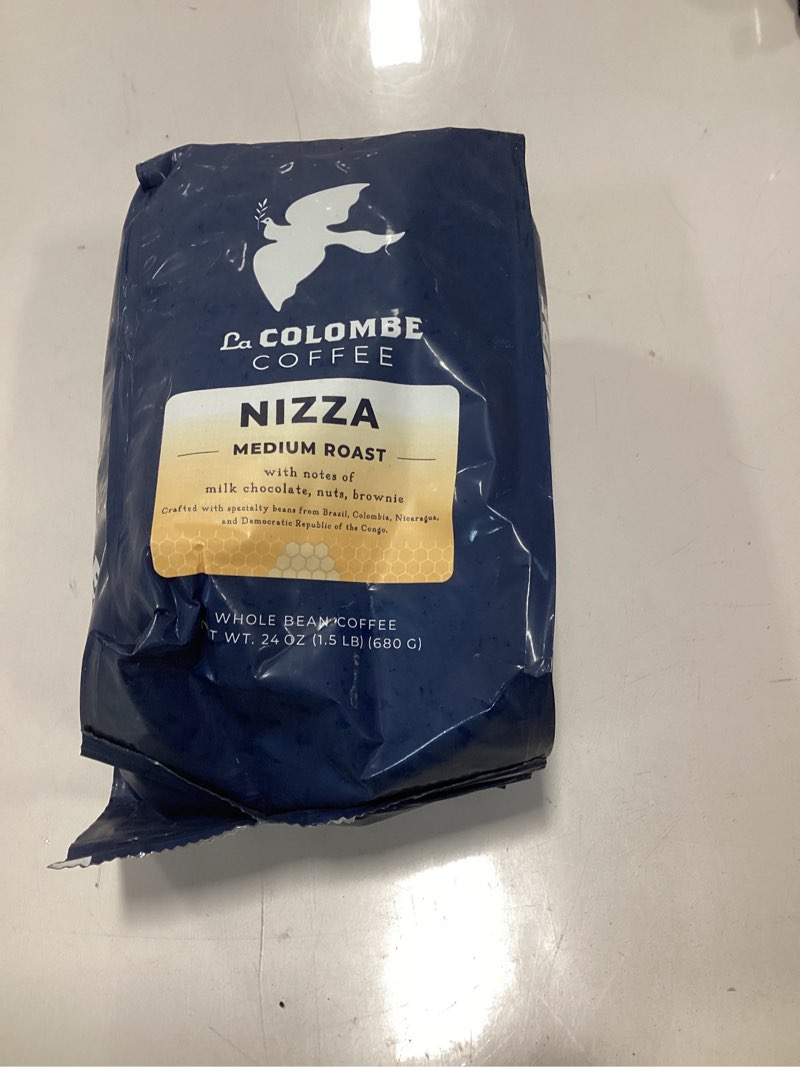 La COLOMBE
COFFEE
NIZZA
MEDIUM ROAST
with notes of
milk chocolate, nuts, brownie
Crafted with specialty beans from Brazil, Colombia, Nicaragua,
and Democratic Republic of the Congo.
WHOLE BEAN COFFEE
T WT. 24 OZ (1.5 LB) (680 G)